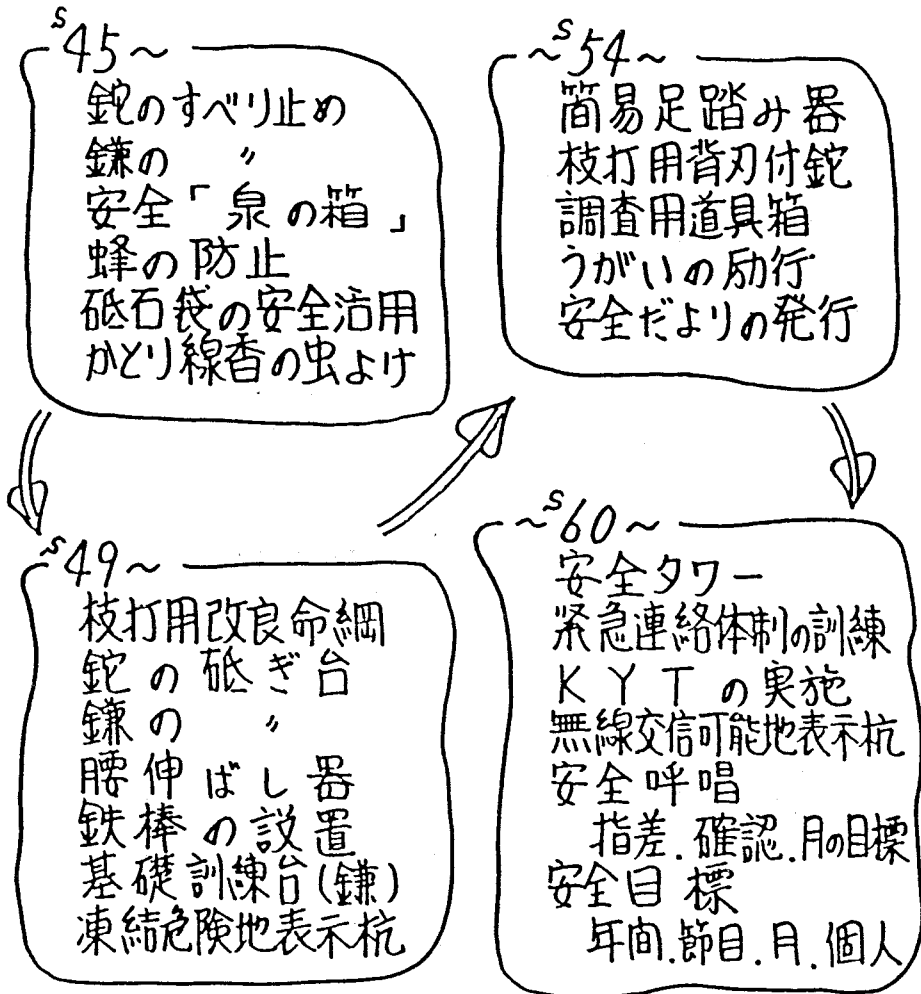 S45～
鉈のすべり止め
鎌の 〃
安全「泉の箱」
蜂の防止
砥石袋の安全活用
かとり線香の虫よけ
S49～
枝打用改良命綱
鉈の砥ぎ台
鎌の 〃
腰伸ばし器
鉄棒の設置
基礎訓練台(鎌)
凍結危険地表示杭
～S54～
簡易足踏み器
枝打用背刃付鉈
調査用道具箱
うがいの励行
安全だよりの発行
～S60～
安全タワー
緊急連絡体制の訓練
KYTの実施
無線交信可能地表示杭
安全呼唱
指差.確認.月の目標
安全目標
年間.節目.月.個人